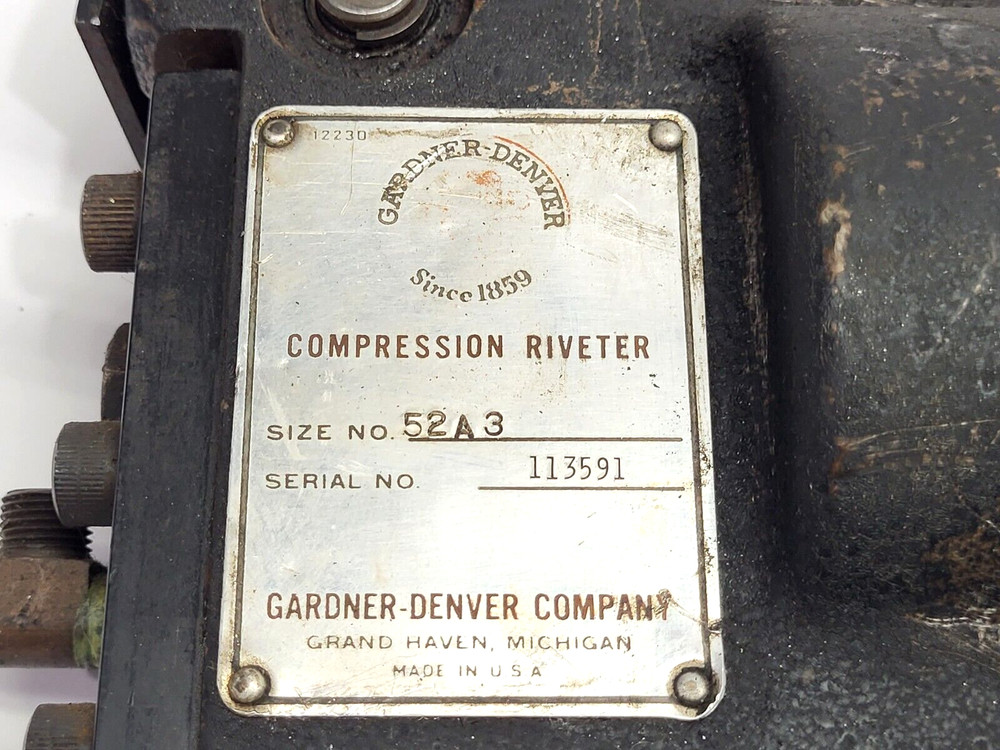 12230
GARDNER-DENVER
Since 1859
COMPRESSION RIVETER
SIZE NO. 52A3
SERIAL NO. 113591
GARDNER-DENVER COMPANY
GRAND HAVEN, MICHIGAN
MADE IN U S A